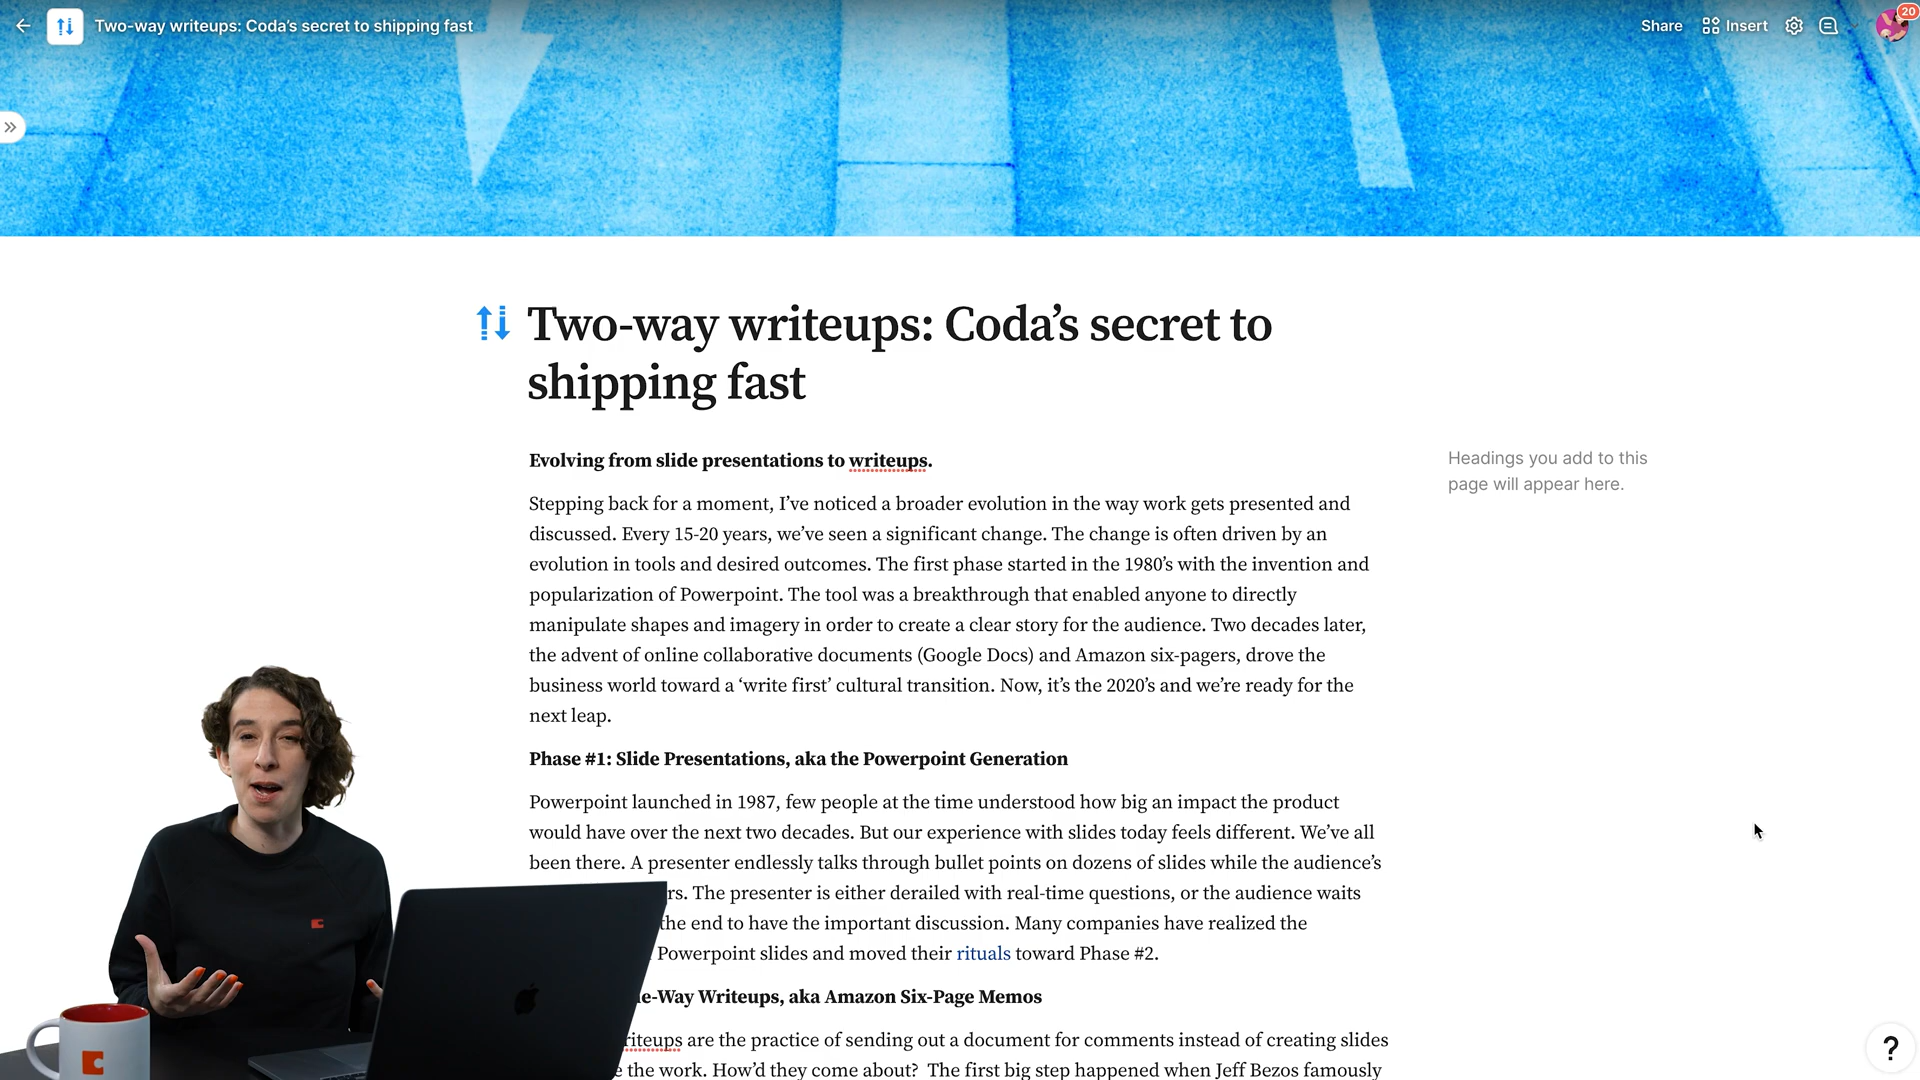 Two-way writeups: Coda’s secret to shipping fast
Share
Insert
20
Two-way writeups: Coda’s secret to
shipping fast
Evolving from slide presentations to writeups.
Headings you add to this
page will appear here.
Stepping back for a moment, I’ve noticed a broader evolution in the way work gets presented and
discussed. Every 15-20 years, we’ve seen a significant change. The change is often driven by an
evolution in tools and desired outcomes. The first phase started in the 1980’s with the invention and
popularization of Powerpoint. The tool was a breakthrough that enabled anyone to directly
manipulate shapes and imagery in order to create a clear story for the audience. Two decades later,
the advent of online collaborative documents (Google Docs) and Amazon six-pagers, drove the
business world toward a ‘write first’ cultural transition. Now, it’s the 2020’s and we’re ready for the
next leap.
Phase #1: Slide Presentations, aka the Powerpoint Generation
Powerpoint launched in 1987, few people at the time understood how big an impact the product
would have over the next two decades. But our experience with slides today feels different. We’ve all
been there. A presenter endlessly talks through bullet points on dozens of slides while the audience’s
The presenter is either derailed with real-time questions, or the audience waits
the end to have the important discussion. Many companies have realized the
Powerpoint slides and moved their rituals toward Phase #2.
e-Way Writeups, aka Amazon Six-Page Memos
riteups are the practice of sending out a document for comments instead of creating slides
the work. How’d they come about? The first big step happened when Jeff Bezos famously
?